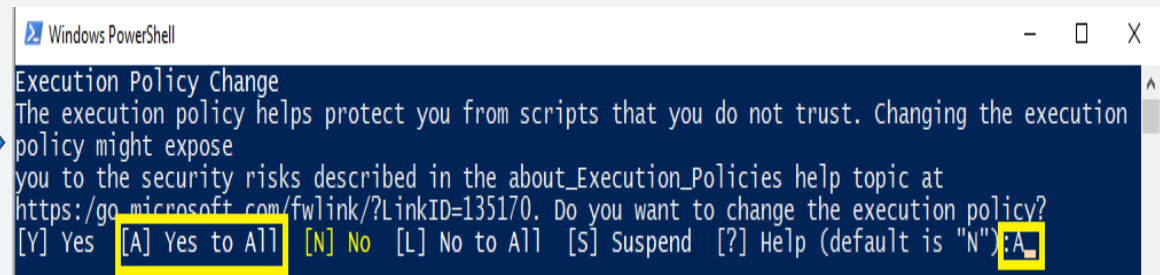 Windows PowerShell
Execution Policy Change
The execution policy helps protect you from scripts that you do not trust. Changing the execution
policy might expose
you to the security risks described in the about_Execution_Policies help topic at
https:/go.microsoft.com/fwlink/?LinkID=135170. Do you want to change the execution policy?
[Y] Yes [A] Yes to All [N] No [L] No to All [S] Suspend [?] Help (default is "N"):A_